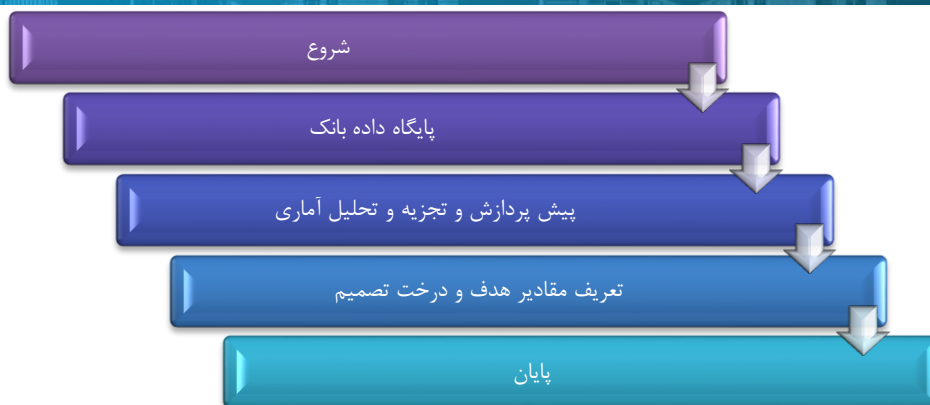 شروع
پایگاه داده بانک
پیش پردازش و تجزیه و تحلیل آماری
تعریف مقادیر هدف و درخت تصمیم
پایان